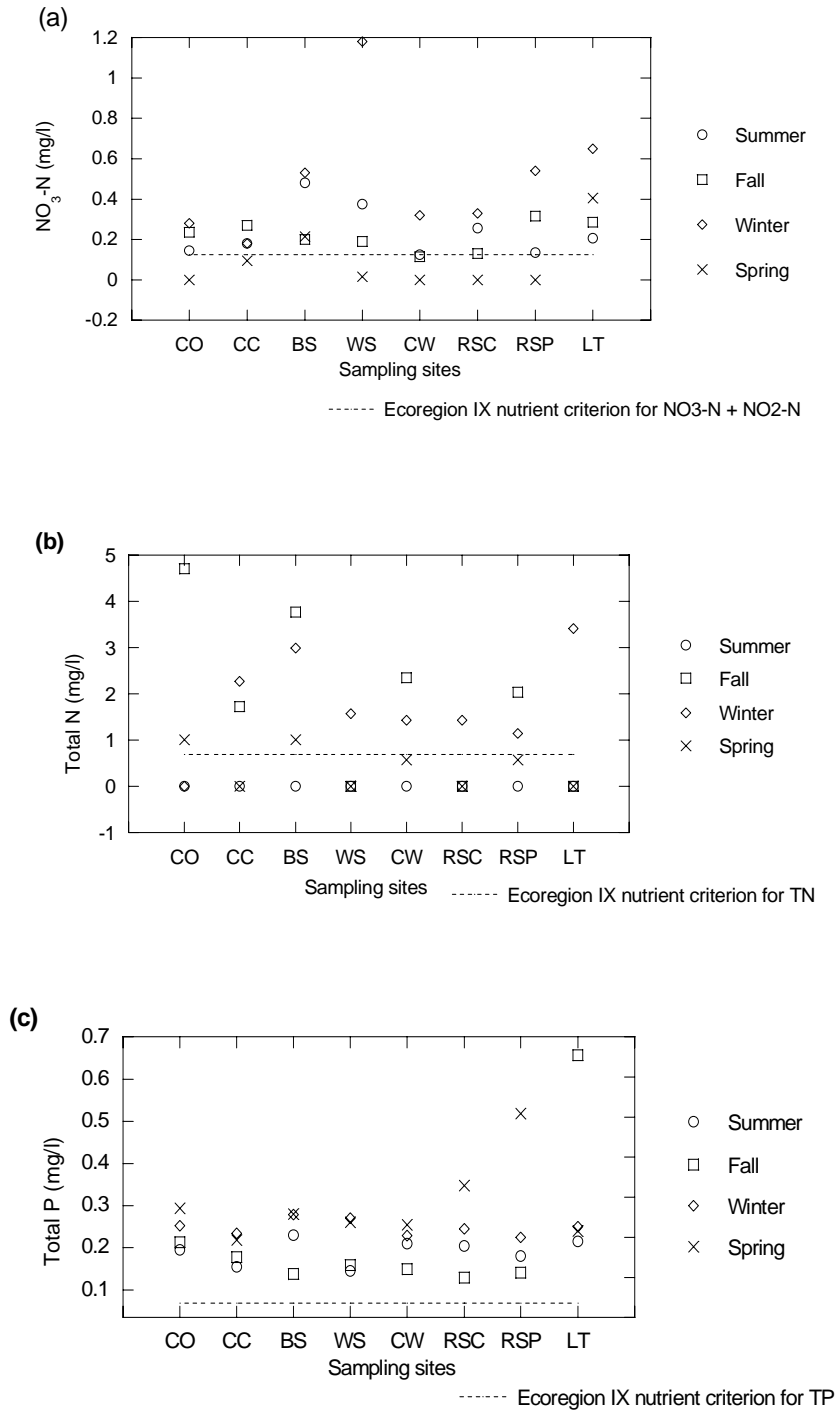 (a)
1.2
1
0.8
0.6
0.4
0.2
0
-0.2
NO3-N (mg/l)
CO CC BS WS CW RSC RSP LT
Sampling sites
Summer
Fall
Winter
Spring
Ecoregion IX nutrient criterion for NO3-N + NO2-N
(b)
5
4
3
2
1
0
-1
Total N (mg/l)
CO CC BS WS CW RSC RSP LT
Sampling sites
Summer
Fall
Winter
Spring
Ecoregion IX nutrient criterion for TN
(c)
0.7
0.6
0.5
0.4
0.3
0.2
0.1
Total P (mg/l)
CO CC BS WS CW RSC RSP LT
Sampling sites
Summer
Fall
Winter
Spring
Ecoregion IX nutrient criterion for TP